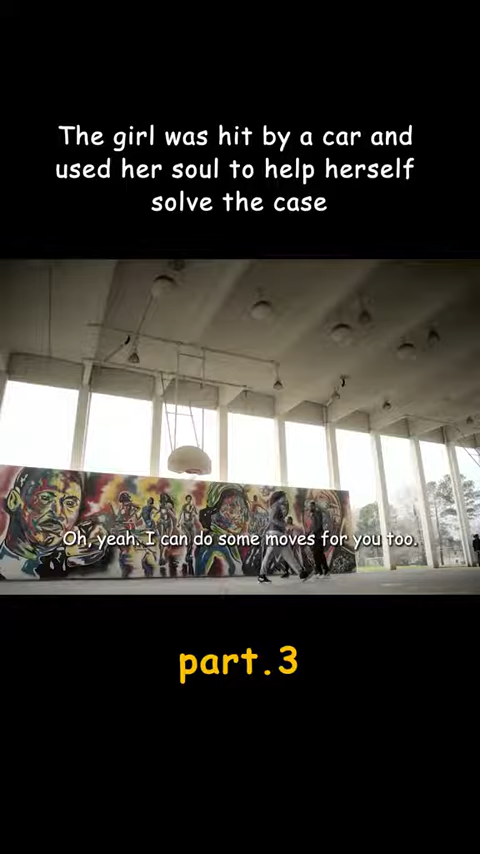 The girl was hit by a car and
used her soul to help herself
solve the case
Oh, yeah. I can do some moves for you too.
part.3